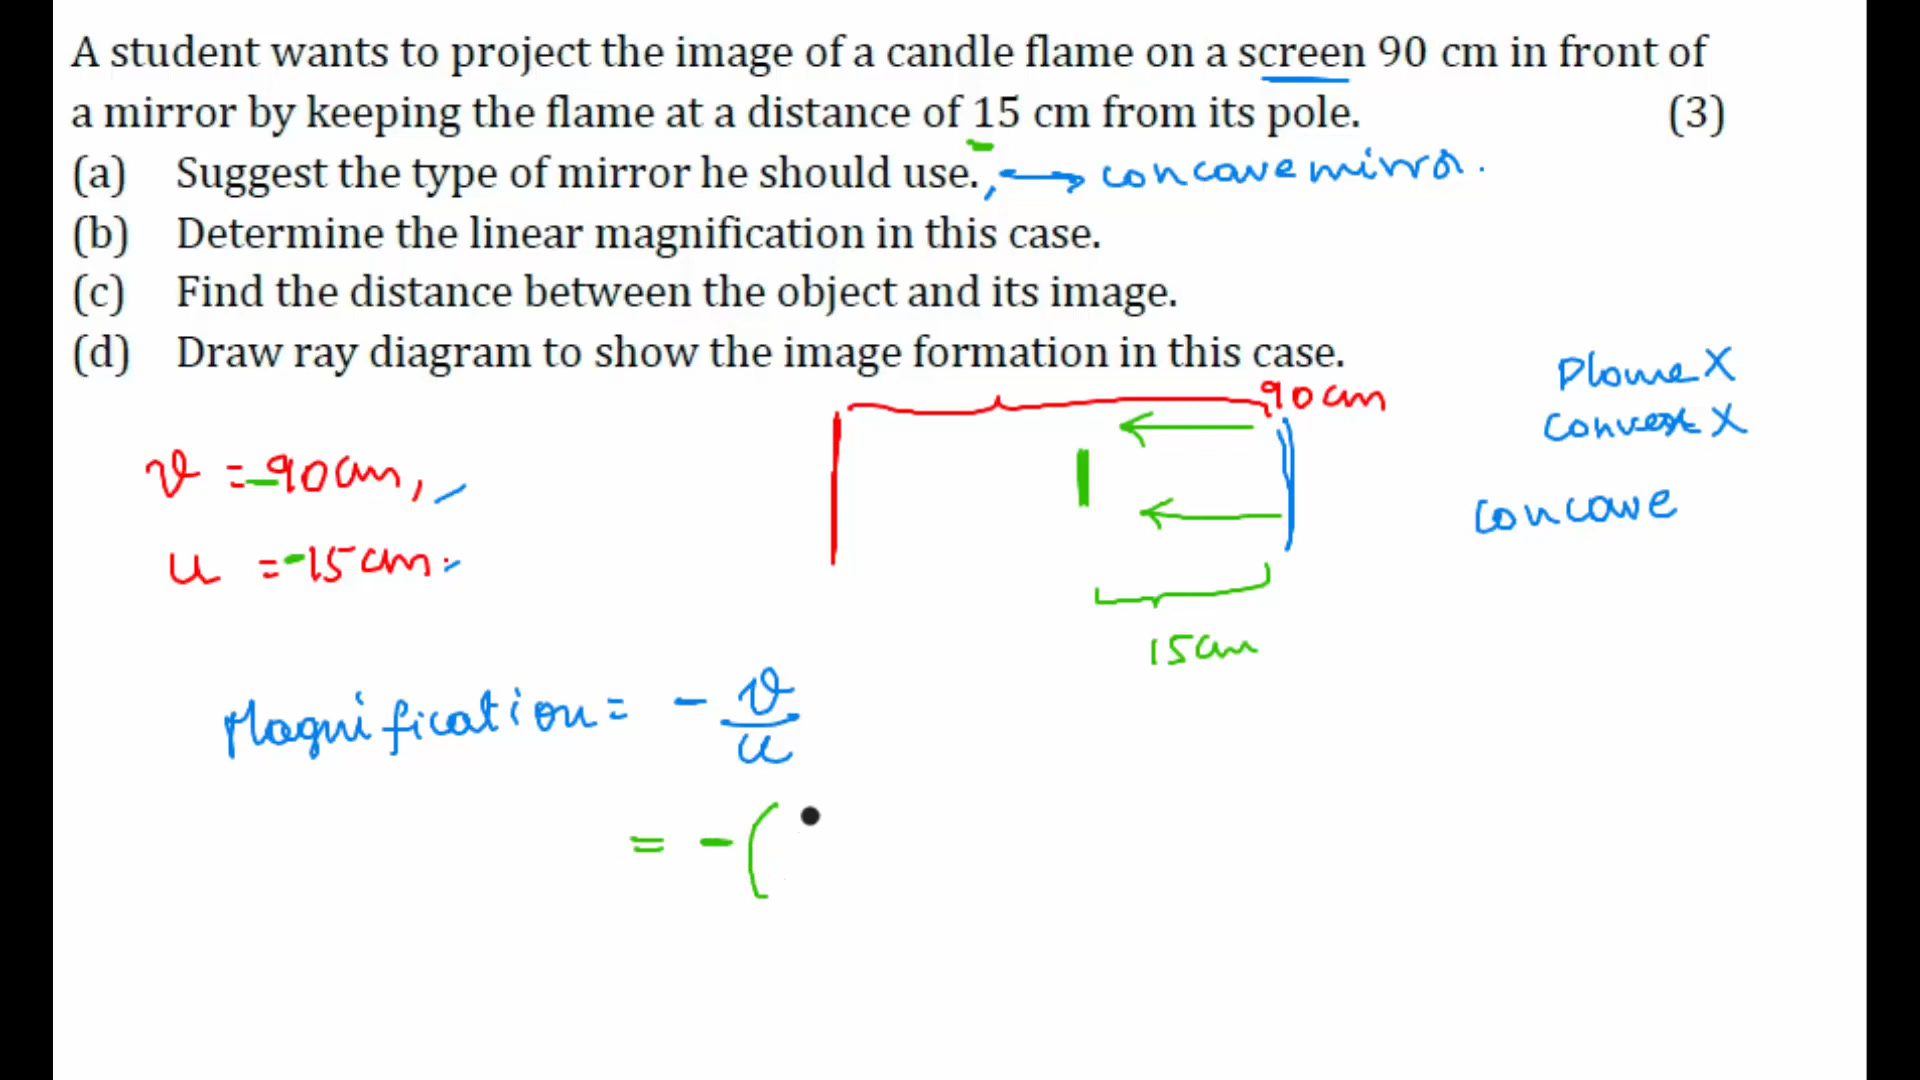 A student wants to project the image of a candle flame on a screen 90 cm in front of
a mirror by keeping the flame at a distance of 15 cm from its pole. (3)
(a) Suggest the type of mirror he should use. → concave mirror.
(b) Determine the linear magnification in this case.
(c) Find the distance between the object and its image.
(d) Draw ray diagram to show the image formation in this case.
Plane X
90 cm
Convex X
v = -90 cm,
Concave
u = -15 cm.
15 cm
Magnification = - v/u
= - (